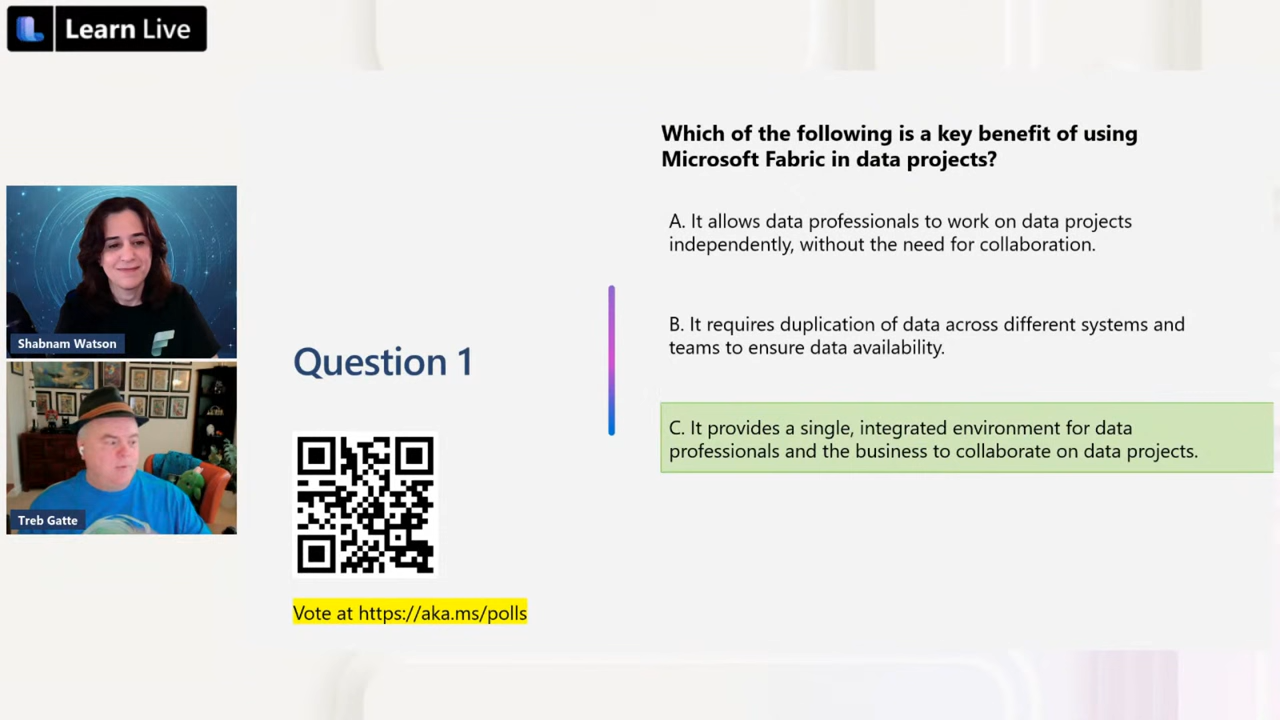 Learn Live
Which of the following is a key benefit of using
Microsoft Fabric in data projects?
A. It allows data professionals to work on data projects
independently, without the need for collaboration.
B. It requires duplication of data across different systems and
teams to ensure data availability.
C. It provides a single, integrated environment for data
professionals and the business to collaborate on data projects.
Shabnam Watson
Treb Gatte
Question 1
Vote at https://aka.ms/polls